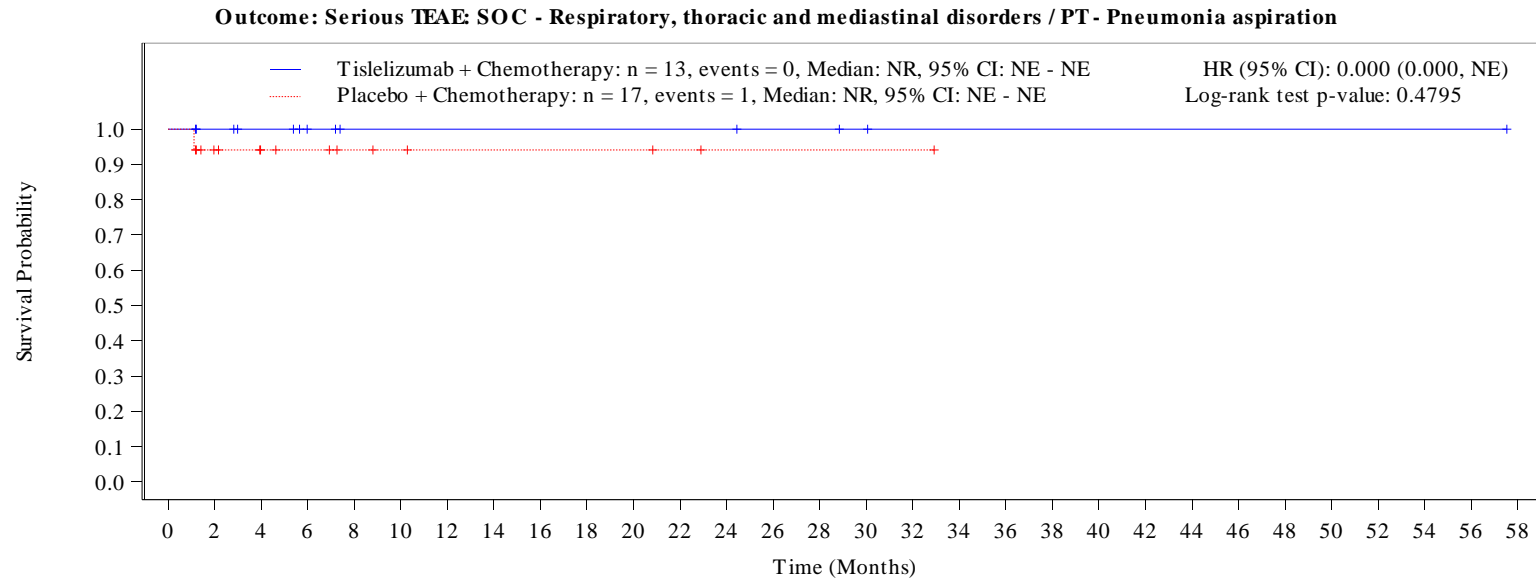 Outcome: Serious TEAE: SOC - Respiratory, thoracic and mediastinal disorders / PT - Pneumonia aspiration
Tislelizumab + Chemotherapy: n = 13, events = 0, Median: NR, 95% CI: NE - NE
HR (95% CI): 0.000 (0.000, NE)
Placebo + Chemotherapy: n = 17, events = 1, Median: NR, 95% CI: NE - NE
Log-rank test p-value: 0.4795
Survival Probability
1.0
0.9
0.8
0.7
0.6
0.5
0.4
0.3
0.2
0.1
0.0
0 2 4 6 8 10 12 14 16 18 20 22 24 26 28 30 32 34 36 38 40 42 44 46 48 50 52 54 56 58
Time (Months)